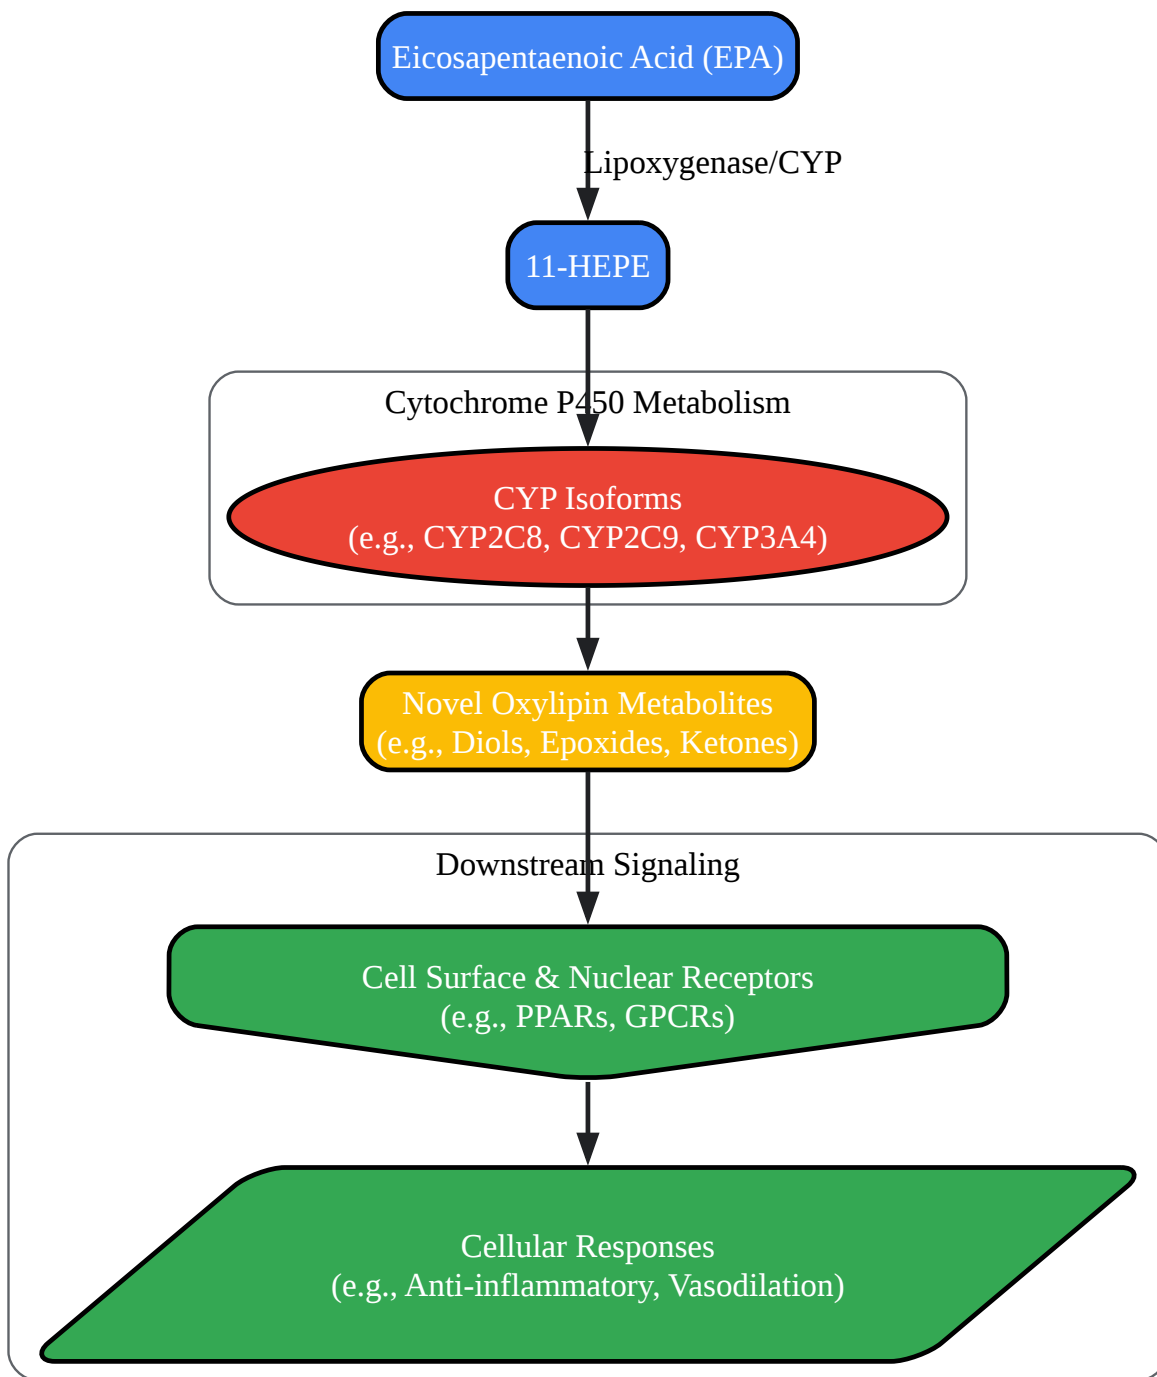 Eicosapentaenoic Acid (EPA)
Lipoxygenase/CYP
11-HEPE
Cytochrome P450 Metabolism
CYP Isoforms
(e.g., CYP2C8, CYP2C9, CYP3A4)
Novel Oxylipin Metabolites
(e.g., Diols, Epoxides, Ketones)
Downstream Signaling
Cell Surface & Nuclear Receptors
(e.g., PPARs, GPCRs)
Cellular Responses
(e.g., Anti-inflammatory, Vasodilation)